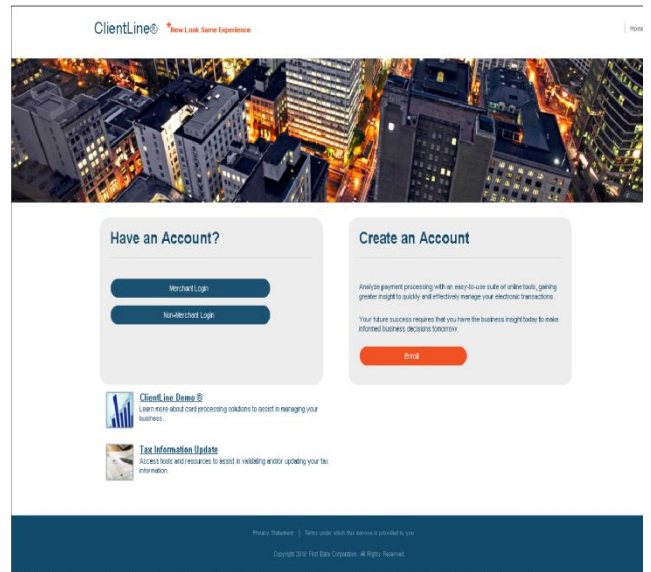 ClientLine® *New Look Same Experience
Home
Have an Account?
Merchant Login
Non-Merchant Login
Create an Account
Analyze payment processing with an easy-to-use suite of online tools, gaining
greater insight to quickly and effectively manage your electronic transactions.
Your future success requires that you have the business insight today to make
informed business decisions tomorrow.
Enroll
ClientLine Demo ®
Learn more about card processing solutions to assist in managing your
business.
Tax Information Update
Access tools and resources to assist in validating and/or updating your tax
information.
Privacy Statement | Terms under which this service is provided to you
Copyright First Data Corporation. All Rights Reserved.